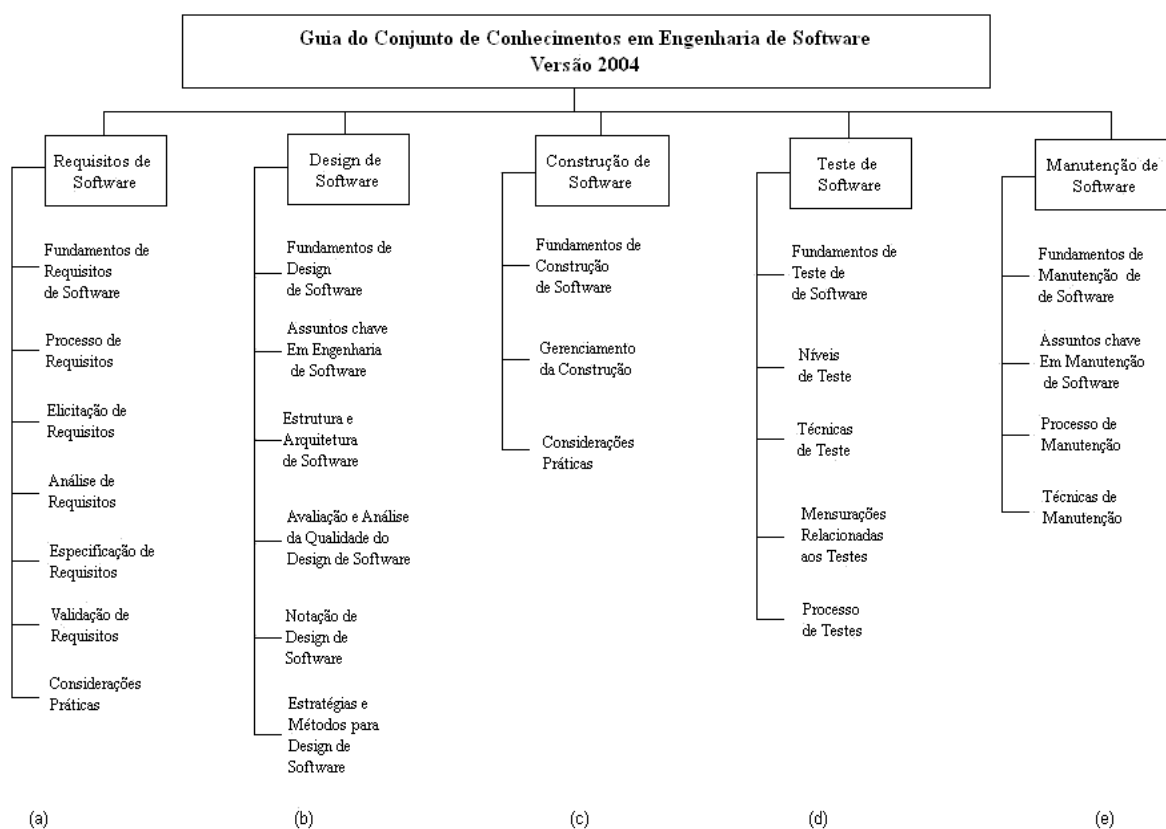 Guia do Conjunto de Conhecimentos em Engenharia de Software
Versão 2004
Requisitos de
Software
Fundamentos de
Requisitos
de Software
Processo de
Requisitos
Elicitação de
Requisitos
Análise de
Requisitos
Especificação de
Requisitos
Validação de
Requisitos
Considerações
Práticas
(a)
Design de
Software
Fundamentos de
Design
de Software
Assuntos chave
Em Engenharia
de Software
Estrutura e
Arquitetura
de Software
Avaliação e Análise
da Qualidade do
Design de Software
Notação de
Design de
Software
Estratégias e
Métodos para
Design de
Software
(b)
Construção de
Software
Fundamentos de
Construção
de Software
Gerenciamento
da Construção
Considerações
Práticas
(c)
Teste de
Software
Fundamentos de
Teste de
de Software
Níveis
de Teste
Técnicas
de Teste
Mensurações
Relacionadas
aos Testes
Processo
de Testes
(d)
Manutenção de
Software
Fundamentos de
Manutenção de
de Software
Assuntos chave
Em Manutenção
de Software
Processo de
Manutenção
Técnicas de
Manutenção
(e)